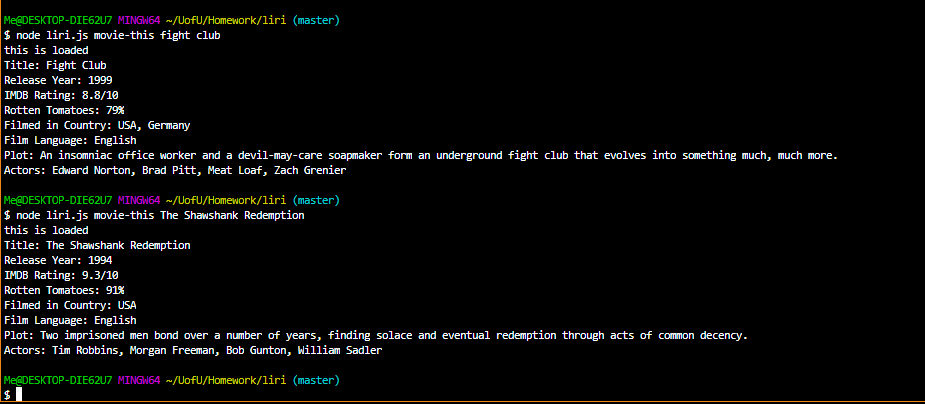 Me@DESKTOP-DIE62U7 MINGW64 ~/UofU/Homework/liri (master)
$ node liri.js movie-this fight club
this is loaded
Title: Fight Club
Release Year: 1999
IMDB Rating: 8.8/10
Rotten Tomatoes: 79%
Filmed in Country: USA, Germany
Film Language: English
Plot: An insomniac office worker and a devil-may-care soapmaker form an underground fight club that evolves into something much, much more.
Actors: Edward Norton, Brad Pitt, Meat Loaf, Zach Grenier
Me@DESKTOP-DIE62U7 MINGW64 ~/UofU/Homework/liri (master)
$ node liri.js movie-this The Shawshank Redemption
this is loaded
Title: The Shawshank Redemption
Release Year: 1994
IMDB Rating: 9.3/10
Rotten Tomatoes: 91%
Filmed in Country: USA
Film Language: English
Plot: Two imprisoned men bond over a number of years, finding solace and eventual redemption through acts of common decency.
Actors: Tim Robbins, Morgan Freeman, Bob Gunton, William Sadler
Me@DESKTOP-DIE62U7 MINGW64 ~/UofU/Homework/liri (master)
$